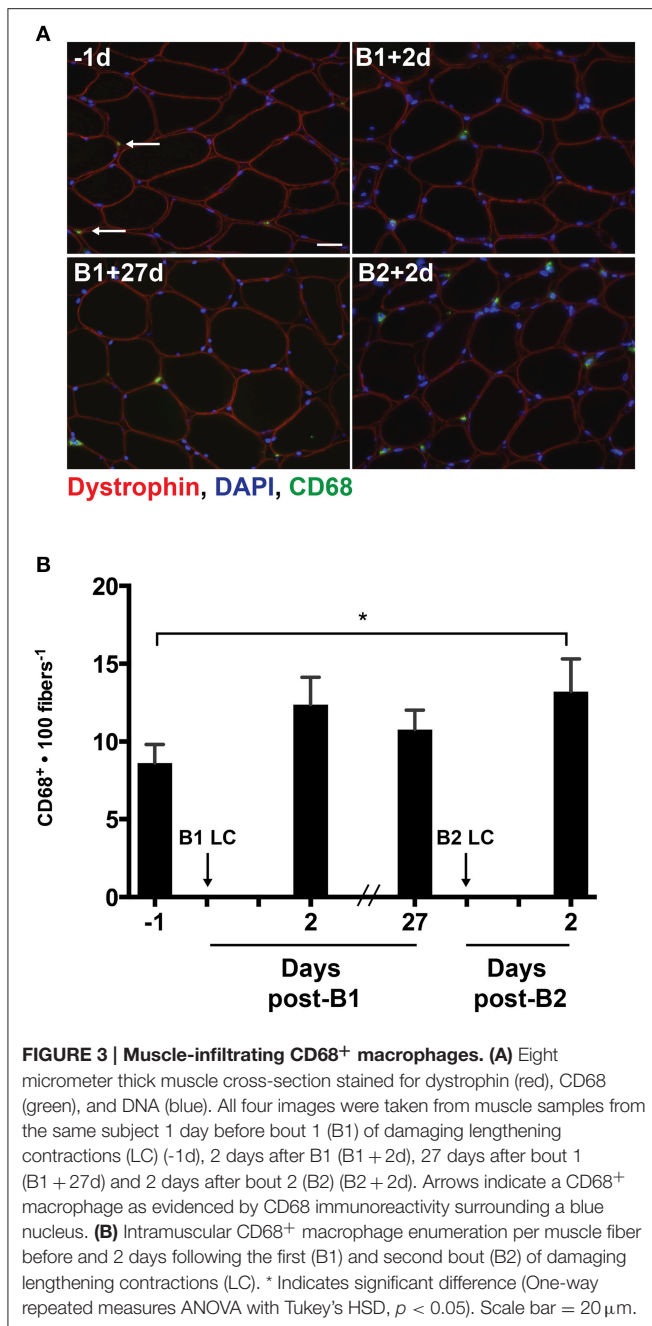 A
-1d
B1+2d
B1+27d
B2+2d
Dystrophin, DAPI, CD68
B
20
15
10
5
0
CD68+ • 100 fibers-1
*
B1 LC
B2 LC
-1
2
27
2
Days
post-B1
Days
post-B2
FIGURE 3 | Muscle-infiltrating CD68+ macrophages. (A) Eight
micrometer thick muscle cross-section stained for dystrophin (red), CD68
(green), and DNA (blue). All four images were taken from muscle samples from
the same subject 1 day before bout 1 (B1) of damaging lengthening
contractions (LC) (-1d), 2 days after B1 (B1+2d), 27 days after bout 1
(B1+27d) and 2 days after bout 2 (B2) (B2+2d). Arrows indicate a CD68+
macrophage as evidenced by CD68 immunoreactivity surrounding a blue
nucleus. (B) Intramuscular CD68+ macrophage enumeration per muscle fiber
before and 2 days following the first (B1) and second bout (B2) of damaging
lengthening contractions (LC). * Indicates significant difference (One-way
repeated measures ANOVA with Tukey's HSD, p < 0.05). Scale bar = 20 μm.